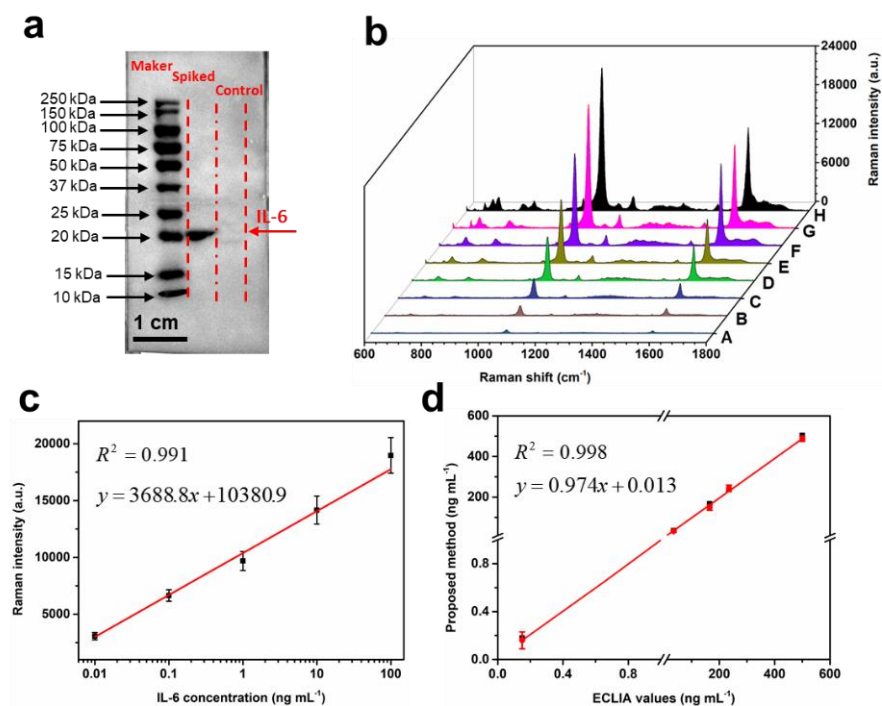 a
Maker
Spiked
Control
250 kDa
150 kDa
100 kDa
75 kDa
50 kDa
37 kDa
25 kDa
IL-6
20 kDa
15 kDa
10 kDa
1 cm
b
24000
18000
12000
6000
0
Raman intensity (a.u.)
H
G
F
E
D
C
B
A
600 800 1000 1200 1400 1600 1800
Raman shift (cm⁻¹)
c
R² = 0.991
y = 3688.8x + 10380.9
20000
15000
10000
5000
Raman intensity (a.u.)
0.01 0.1 1 10 100
IL-6 concentration (ng mL⁻¹)
d
R² = 0.998
y = 0.974x + 0.013
600
500
400
200
0.8
0.4
0.2
0.0
Proposed method (ng mL⁻¹)
0.0 0.4 0.8 200 400 600
ECLIA values (ng mL⁻¹)